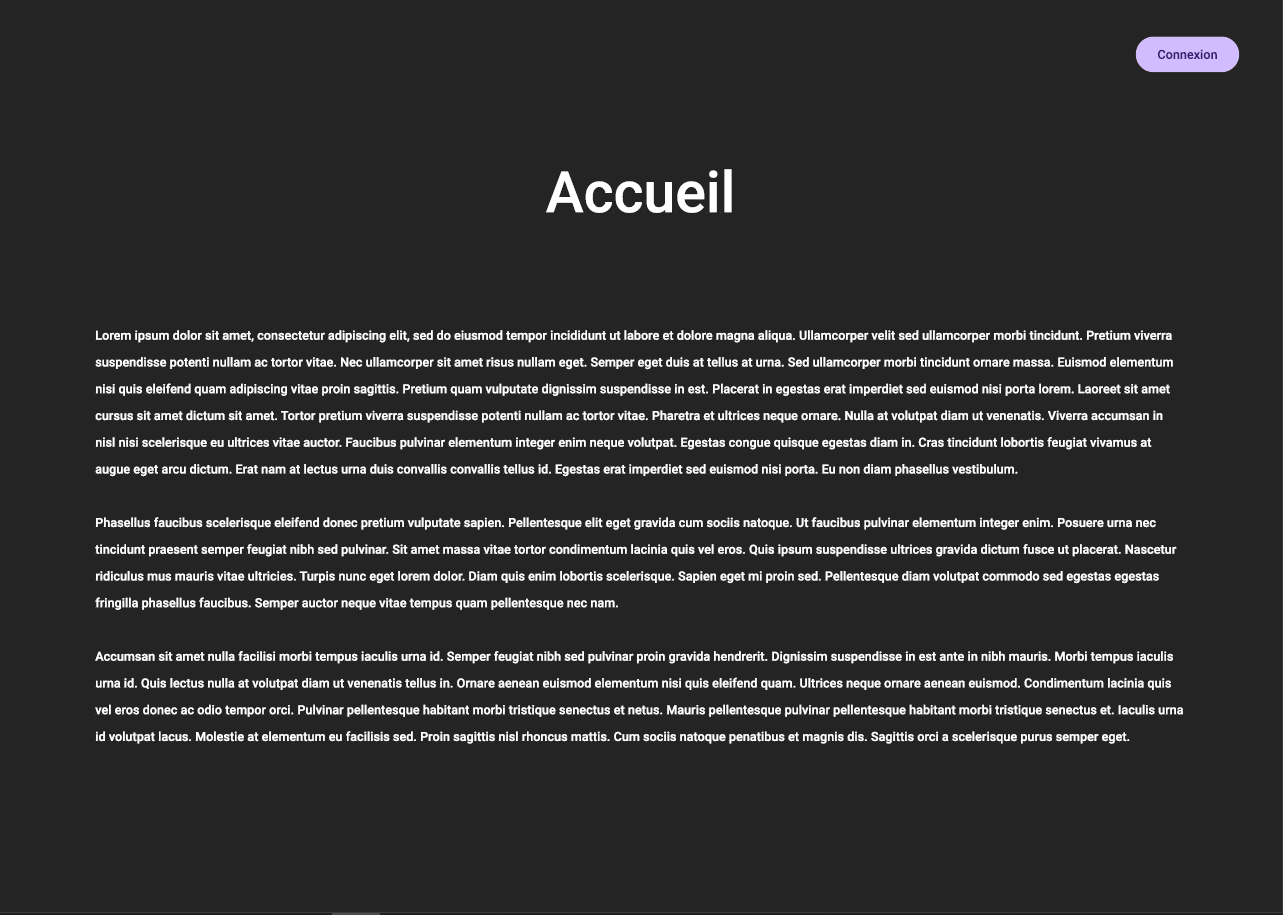 Connexion
Accueil
Lorem ipsum dolor sit amet, consectetur adipiscing elit, sed do eiusmod tempor incididunt ut labore et dolore magna aliqua. Ullamcorper velit sed ullamcorper morbi tincidunt. Pretium viverra
suspendisse potenti nullam ac tortor vitae. Nec ullamcorper sit amet risus nullam eget. Semper eget duis at tellus at urna. Sed ullamcorper morbi tincidunt ornare massa. Euismod elementum
nisi quis eleifend quam adipiscing vitae proin sagittis. Pretium quam vulputate dignissim suspendisse in est. Placerat in egestas erat imperdiet sed euismod nisi porta lorem. Laoreet sit amet
cursus sit amet dictum sit amet. Tortor pretium viverra suspendisse potenti nullam ac tortor vitae. Pharetra et ultrices neque ornare. Nulla at volutpat diam ut venenatis. Viverra accumsan in
nisl nisi scelerisque eu ultrices vitae auctor. Faucibus pulvinar elementum integer enim neque volutpat. Egestas congue quisque egestas diam in. Cras tincidunt lobortis feugiat vivamus at
augue eget arcu dictum. Erat nam at lectus urna duis convallis convallis tellus id. Egestas erat imperdiet sed euismod nisi porta. Eu non diam phasellus vestibulum.
Phasellus faucibus scelerisque eleifend donec pretium vulputate sapien. Pellentesque elit eget gravida cum sociis natoque. Ut faucibus pulvinar elementum integer enim. Posuere urna nec
tincidunt praesent semper feugiat nibh sed pulvinar. Sit amet massa vitae tortor condimentum lacinia quis vel eros. Quis ipsum suspendisse ultrices gravida dictum fusce ut placerat. Nascetur
ridiculus mus mauris vitae ultricies. Turpis nunc eget lorem dolor. Diam quis enim lobortis scelerisque. Sapien eget mi proin sed. Pellentesque diam volutpat commodo sed egestas egestas
fringilla phasellus faucibus. Semper auctor neque vitae tempus quam pellentesque nec nam.
Accumsan sit amet nulla facilisi morbi tempus iaculis urna id. Semper feugiat nibh sed pulvinar proin gravida hendrerit. Dignissim suspendisse in est ante in nibh mauris. Morbi tempus iaculis
urna id. Quis lectus nulla at volutpat diam ut venenatis tellus in. Ornare aenean euismod elementum nisi quis eleifend quam. Ultrices neque ornare aenean euismod. Condimentum lacinia quis
vel eros donec ac odio tempor orci. Pulvinar pellentesque habitant morbi tristique senectus et netus. Mauris pellentesque pulvinar pellentesque habitant morbi tristique senectus et. Iaculis urna
id volutpat lacus. Molestie at elementum eu facilisis sed. Proin sagittis nisl rhoncus mattis. Cum sociis natoque penatibus et magnis dis. Sagittis orci a scelerisque purus semper eget.